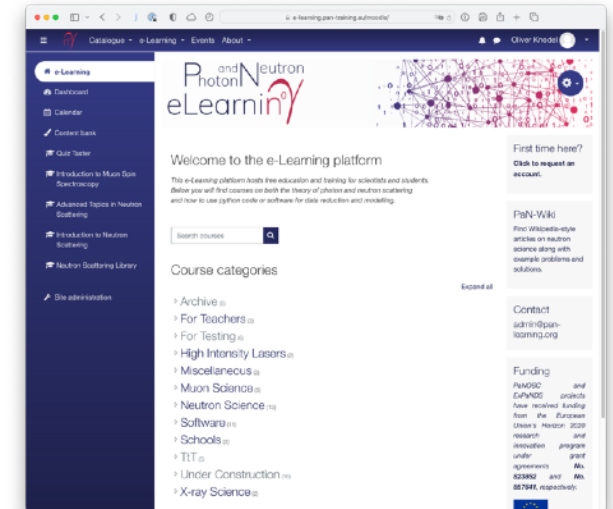 e-learning.pan-training.eu/moodle/
Catalogue e-Learning Events About
Oliver Knodel
e-Learning
Dashboard
Calendar
Content bank
Quiz Tester
Introduction to Muon Spin
Spectroscopy
Advanced Topics in Neutron
Scattering
Introduction to Neutron
Scattering
Neutron Scattering Library
Site administration
Photon and Neutron
eLearning
Welcome to the e-Learning platform
This e-Learning platform hosts free education and training for scientists and students.
Below you will find courses on both the theory of photon and neutron scattering
and how to use python code or software for data reduction and modelling.
Search courses
Course categories
Expand all
Archive
For Teachers
For Testing
High Intensity Lasers
Miscellaneous
Muon Science
Neutron Science
Software
Schools
TtT
Under Construction
X-ray Science
First time here?
Click to request an
account.
PaN-Wiki
Find Wikipedia-style
articles on neutron
science along with
example problems and
solutions.
Contact
admin@pan-
learning.org
Funding
PaNOSC and
ExPaNDS projects
have received funding
from the European
Union's Horizon 2020
research and
innovation program
under grant
agreements No.
823852 and No.
857641, respectively.